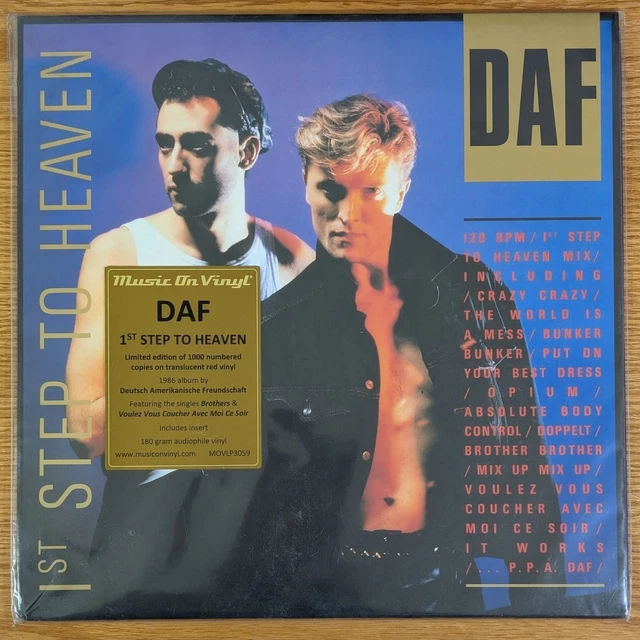 1ST STEP TO HEAVEN
DAF
120 BPM / 1ST STEP
TO HEAVEN MIX /
INCLUDING
/ CRAZY CRAZY /
THE WORLD IS
A MESS / BUNKER
BUNKER / PUT ON
YOUR BEST DRESS
/ OPIUM /
ABSOLUTE BODY
CONTROL / DOPPELT /
BROTHER BROTHER
/ MIX UP MIX UP /
VOULEZ VOUS
COUCHER AVEC
MOI CE SOIR /
IT WORKS
/ ... P.P.A. DAF /
Music On Vinyl
DAF
1ST STEP TO HEAVEN
Limited edition of 1000 numbered
copies on translucent red vinyl
1986 album by
Deutsch Amerikanische Freundschaft
Featuring the singles Brothers &
Voulez Vous Coucher Avec Moi Ce Soir
Includes insert
180 gram audiophile vinyl
www.musiconvinyl.com MOVLP3059